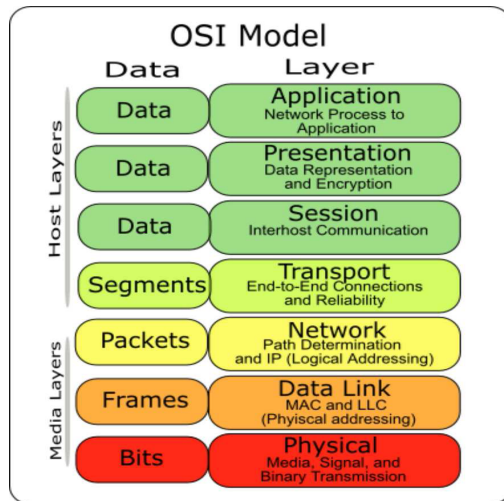 OSI Model
Data Layer
Host Layers
Data
Application
Network Process to
Application
Data
Presentation
Data Representation
and Encryption
Data
Session
Interhost Communication
Segments
Transport
End-to-End Connections
and Reliability
Media Layers
Packets
Network
Path Determination
and IP (Logical Addressing)
Frames
Data Link
MAC and LLC
(Phyiscal addressing)
Bits
Physical
Media, Signal, and
Binary Transmission